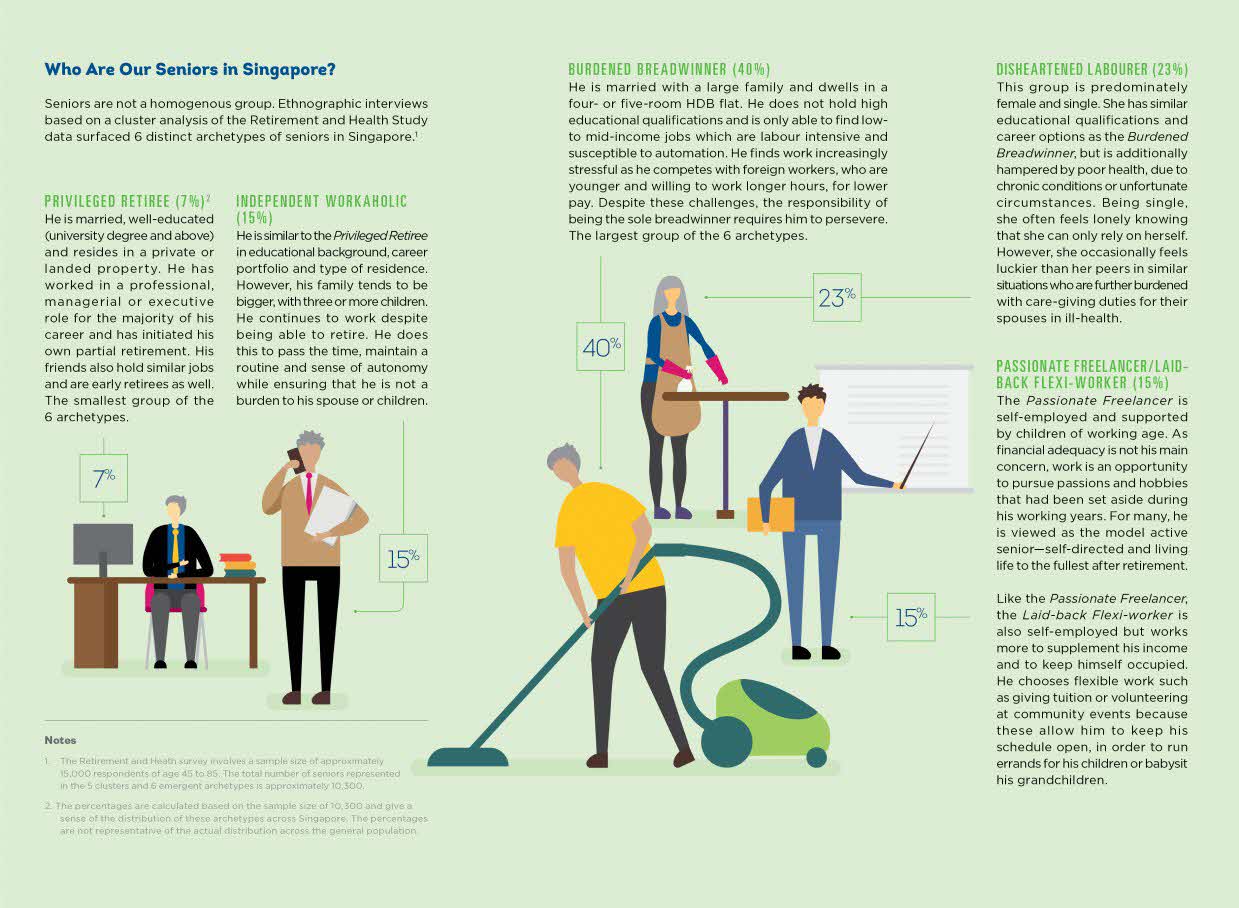 Who Are Our Seniors in Singapore?
Seniors are not a homogenous group. Ethnographic interviews
based on a cluster analysis of the Retirement and Health Study
data surfaced 6 distinct archetypes of seniors in Singapore.1
PRIVILEGED RETIREE (7%)2
He is married, well-educated
(university degree and above)
and resides in a private or
landed property. He has
worked in a professional,
managerial or executive
role for the majority of his
career and has initiated his
own partial retirement. His
friends also hold similar jobs
and are early retirees as well.
The smallest group of the
6 archetypes.
INDEPENDENT WORKAHOLIC
(15%)
He is similar to the Privileged Retiree
in educational background, career
portfolio and type of residence.
However, his family tends to be
bigger, with three or more children.
He continues to work despite
being able to retire. He does
this to pass the time, maintain a
routine and sense of autonomy
while ensuring that he is not a
burden to his spouse or children.
7%
15%
Notes
1. The Retirement and Heath survey involves a sample size of approximately
15,000 respondents of age 45 to 85. The total number of seniors represented
in the 5 clusters and 6 emergent archetypes is approximately 10,300.
2. The percentages are calculated based on the sample size of 10,300 and give a
sense of the distribution of these archetypes across Singapore. The percentages
are not representative of the actual distribution across the general population.
BURDENED BREADWINNER (40%)
He is married with a large family and dwells in a
four- or five-room HDB flat. He does not hold high
educational qualifications and is only able to find low-
to mid-income jobs which are labour intensive and
susceptible to automation. He finds work increasingly
stressful as he competes with foreign workers, who are
younger and willing to work longer hours, for lower
pay. Despite these challenges, the responsibility of
being the sole breadwinner requires him to persevere.
The largest group of the 6 archetypes.
40%
23%
15%
DISHEARTENED LABOURER (23%)
This group is predominately
female and single. She has similar
educational qualifications and
career options as the Burdened
Breadwinner, but is additionally
hampered by poor health, due to
chronic conditions or unfortunate
circumstances. Being single,
she often feels lonely knowing
that she can only rely on herself.
However, she occasionally feels
luckier than her peers in similar
situations who are further burdened
with care-giving duties for their
spouses in ill-health.
PASSIONATE FREELANCER/LAID-
BACK FLEXI-WORKER (15%)
The Passionate Freelancer is
self-employed and supported
by children of working age. As
financial adequacy is not his main
concern, work is an opportunity
to pursue passions and hobbies
that had been set aside during
his working years. For many, he
is viewed as the model active
senior—self-directed and living
life to the fullest after retirement.
Like the Passionate Freelancer,
the Laid-back Flexi-worker is
also self-employed but works
more to supplement his income
and to keep himself occupied.
He chooses flexible work such
as giving tuition or volunteering
at community events because
these allow him to keep his
schedule open, in order to run
errands for his children or babysit
his grandchildren.